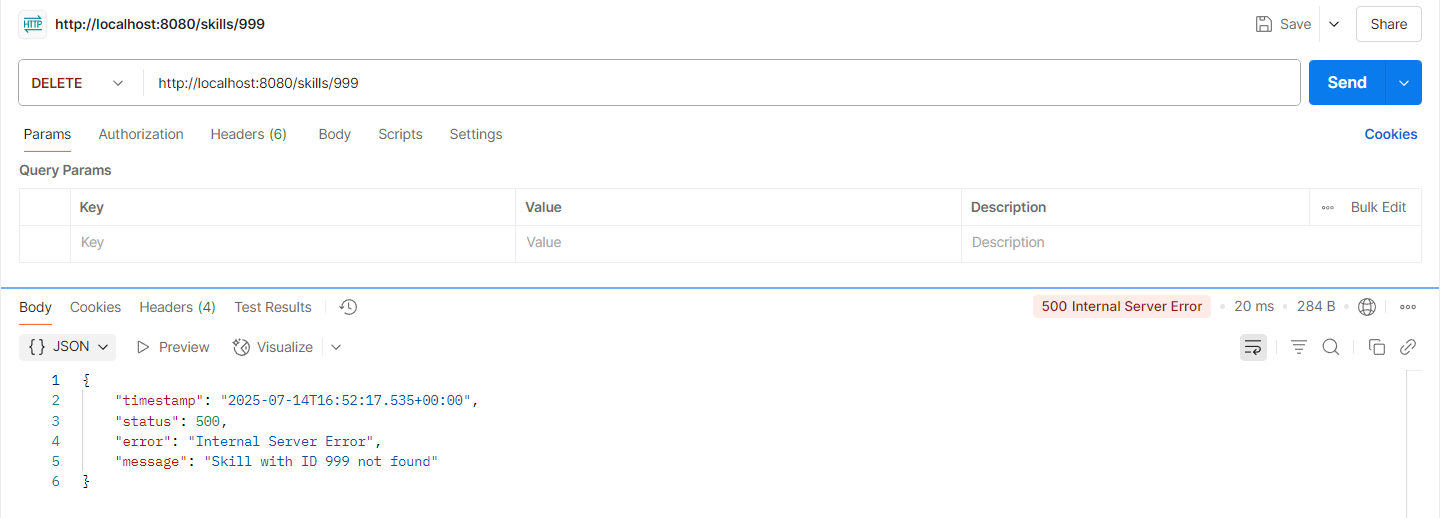 HTTP http://localhost:8080/skills/999 Save Share
DELETE http://localhost:8080/skills/999 Send
Params Authorization Headers (6) Body Scripts Settings Cookies
Query Params
Key Value Description Bulk Edit
Key Value Description
Body Cookies Headers (4) Test Results 500 Internal Server Error 20 ms 284 B
{} JSON Preview Visualize
1 {
2 "timestamp": "2025-07-14T16:52:17.535+00:00",
3 "status": 500,
4 "error": "Internal Server Error",
5 "message": "Skill with ID 999 not found"
6 }